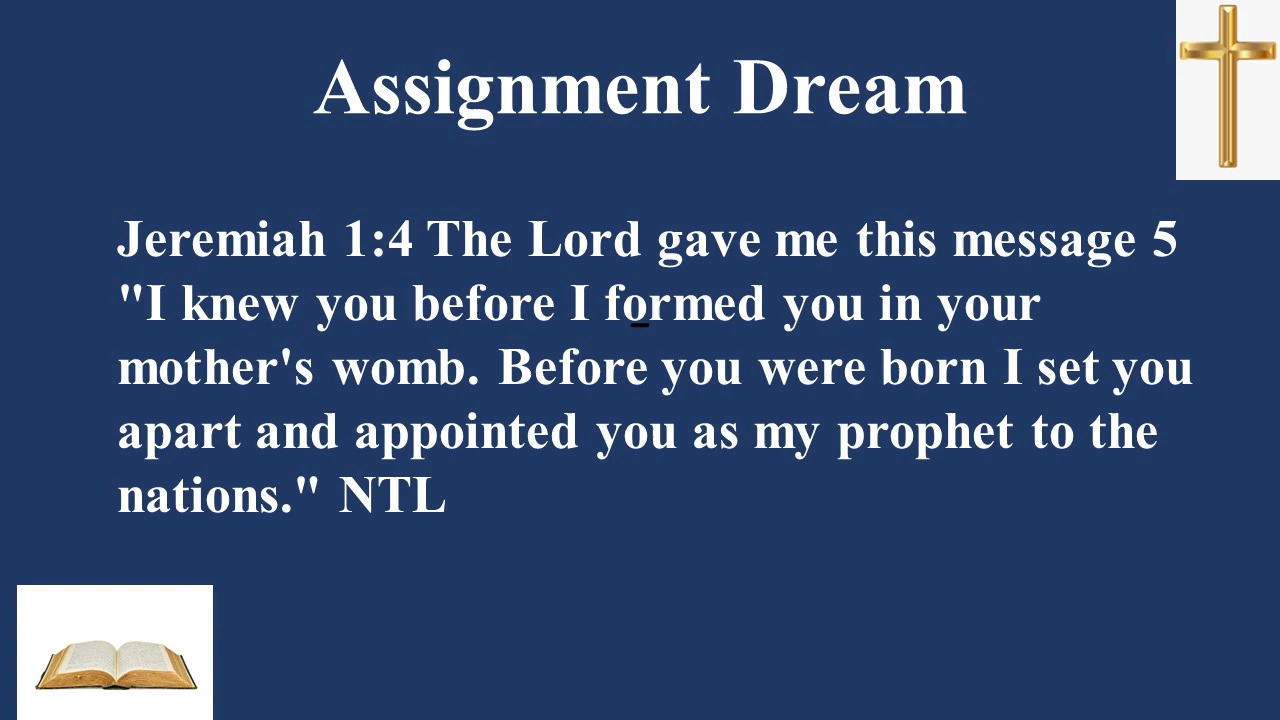 Assignment Dream
Jeremiah 1:4 The Lord gave me this message 5
"I knew you before I formed you in your
mother's womb. Before you were born I set you
apart and appointed you as my prophet to the
nations." NTL